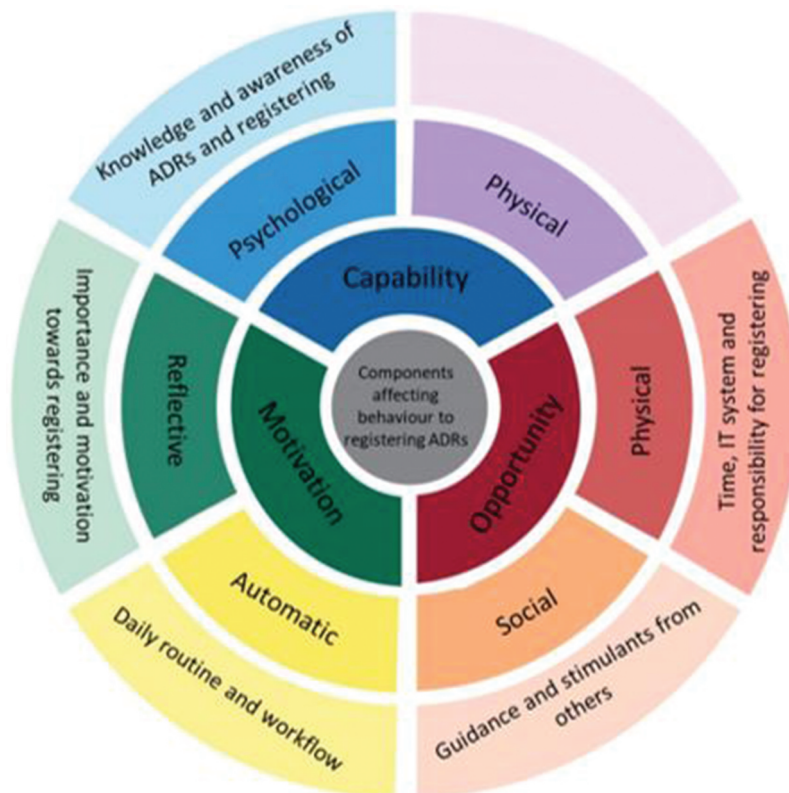 Knowledge and awareness of
ADRs and registering
Psychological
Physical
Capability
Components
affecting
behaviour to
registering ADRs
Importance and motivation
towards registering
Reflective
Motivation
Opportunity
Physical
Time, IT system and
responsibility for registering
Automatic
Social
Daily routine and workflow
Guidance and stimulants from
others